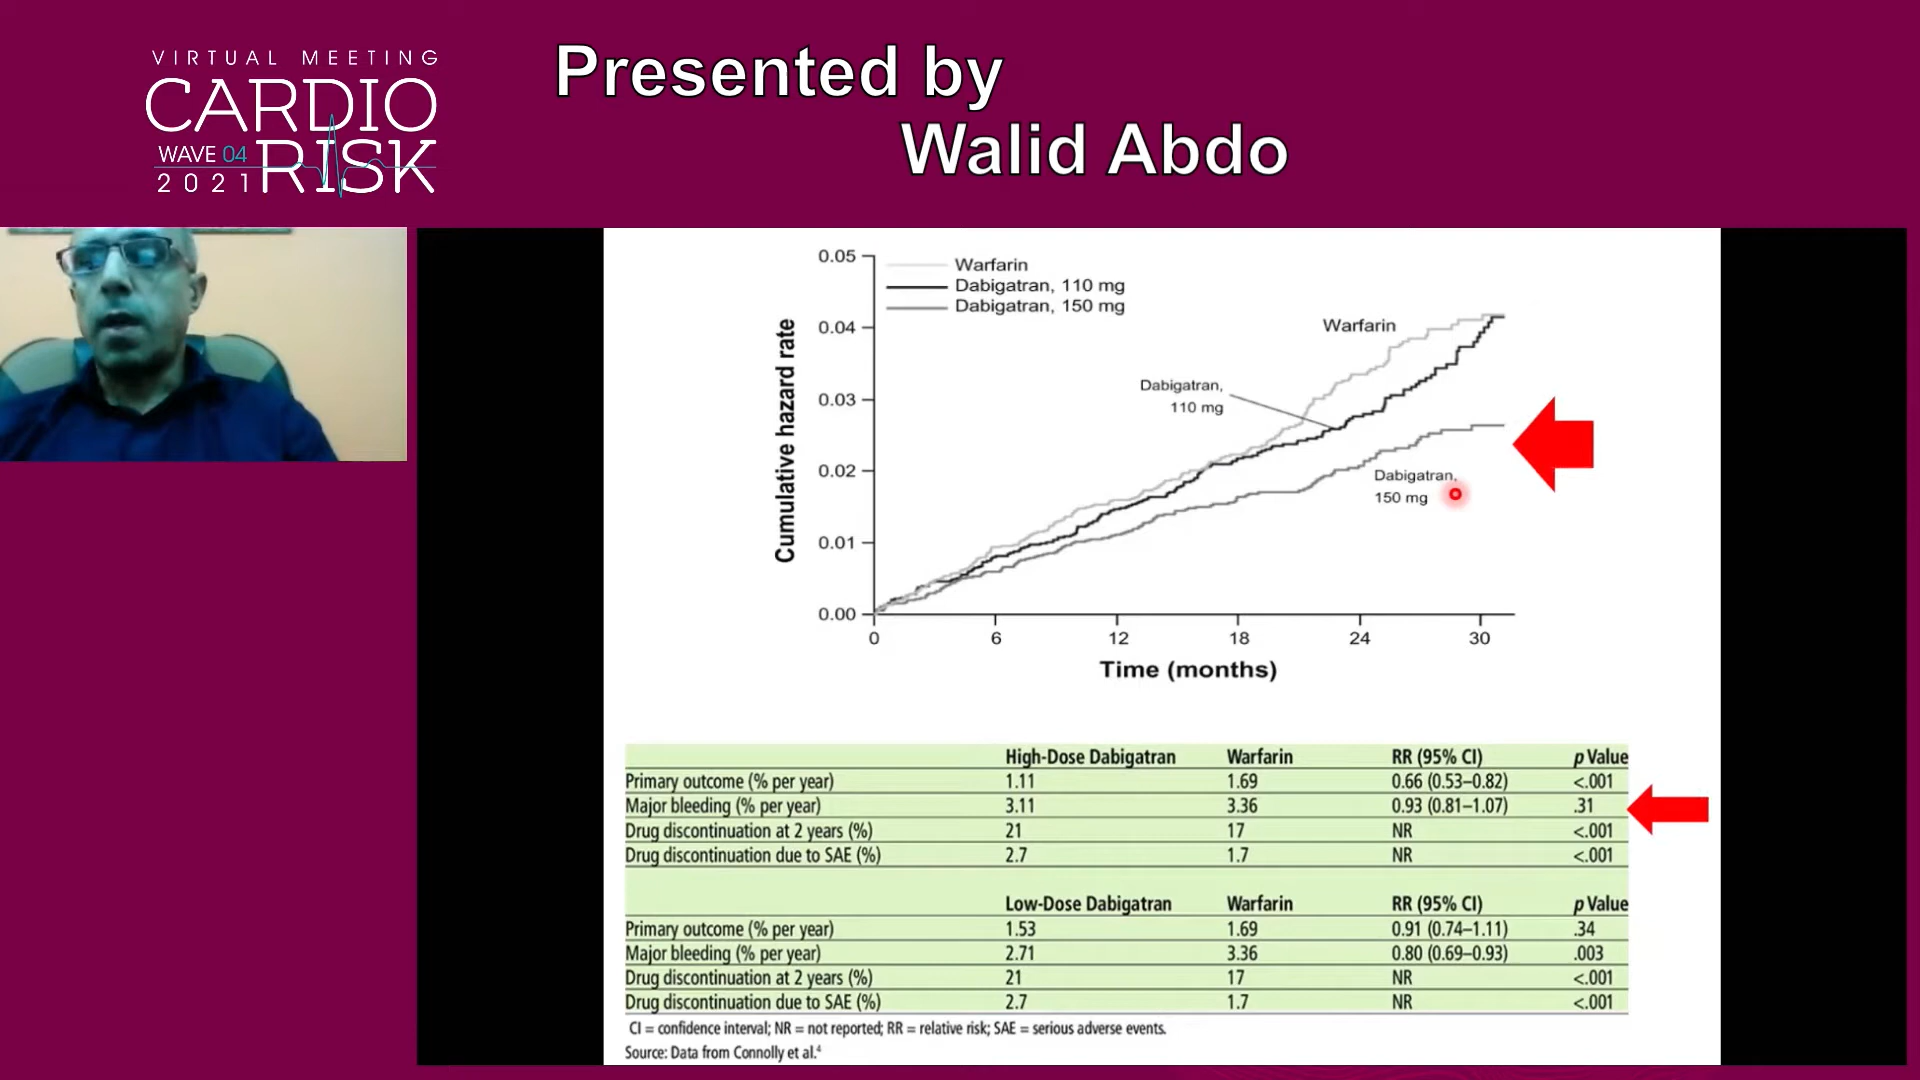 VIRTUAL MEETING
CARDIO
WAVE 04 RISK
2021
Presented by
Walid Abdo
0.05
0.04
0.03
0.02
0.01
0.00
Cumulative hazard rate
Warfarin
Dabigatran, 110 mg
Dabigatran, 150 mg
Warfarin
Dabigatran,
110 mg
Dabigatran,
150 mg
0 6 12 18 24 30
Time (months)
High-Dose Dabigatran Warfarin RR (95% CI) p Value
Primary outcome (% per year) 1.11 1.69 0.66 (0.53–0.82) <.001
Major bleeding (% per year) 3.11 3.36 0.93 (0.81–1.07) .31
Drug discontinuation at 2 years (%) 21 17 NR <.001
Drug discontinuation due to SAE (%) 2.7 1.7 NR <.001
Low-Dose Dabigatran Warfarin RR (95% CI) p Value
Primary outcome (% per year) 1.53 1.69 0.91 (0.74–1.11) .34
Major bleeding (% per year) 2.71 3.36 0.80 (0.69–0.93) .003
Drug discontinuation at 2 years (%) 21 17 NR <.001
Drug discontinuation due to SAE (%) 2.7 1.7 NR <.001
CI = confidence interval; NR = not reported; RR = relative risk; SAE = serious adverse events.
Source: Data from Connolly et al.⁴